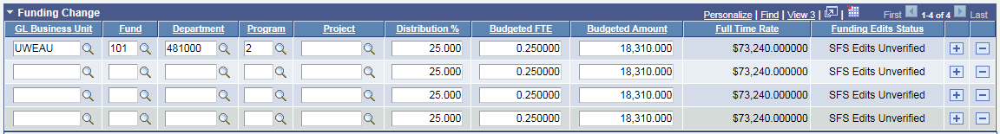 Funding Change
Personalize | Find | View 3 | First 1-4 of 4 Last
GL Business Unit Fund Department Program Project Distribution % Budgeted FTE Budgeted Amount Full Time Rate Funding Edits Status
UWEAU 101 481000 2 25.000 0.250000 18,310.000 $73,240.000000 SFS Edits Unverified
25.000 0.250000 18,310.000 $73,240.000000 SFS Edits Unverified
25.000 0.250000 18,310.000 $73,240.000000 SFS Edits Unverified
25.000 0.250000 18,310.000 $73,240.000000 SFS Edits Unverified